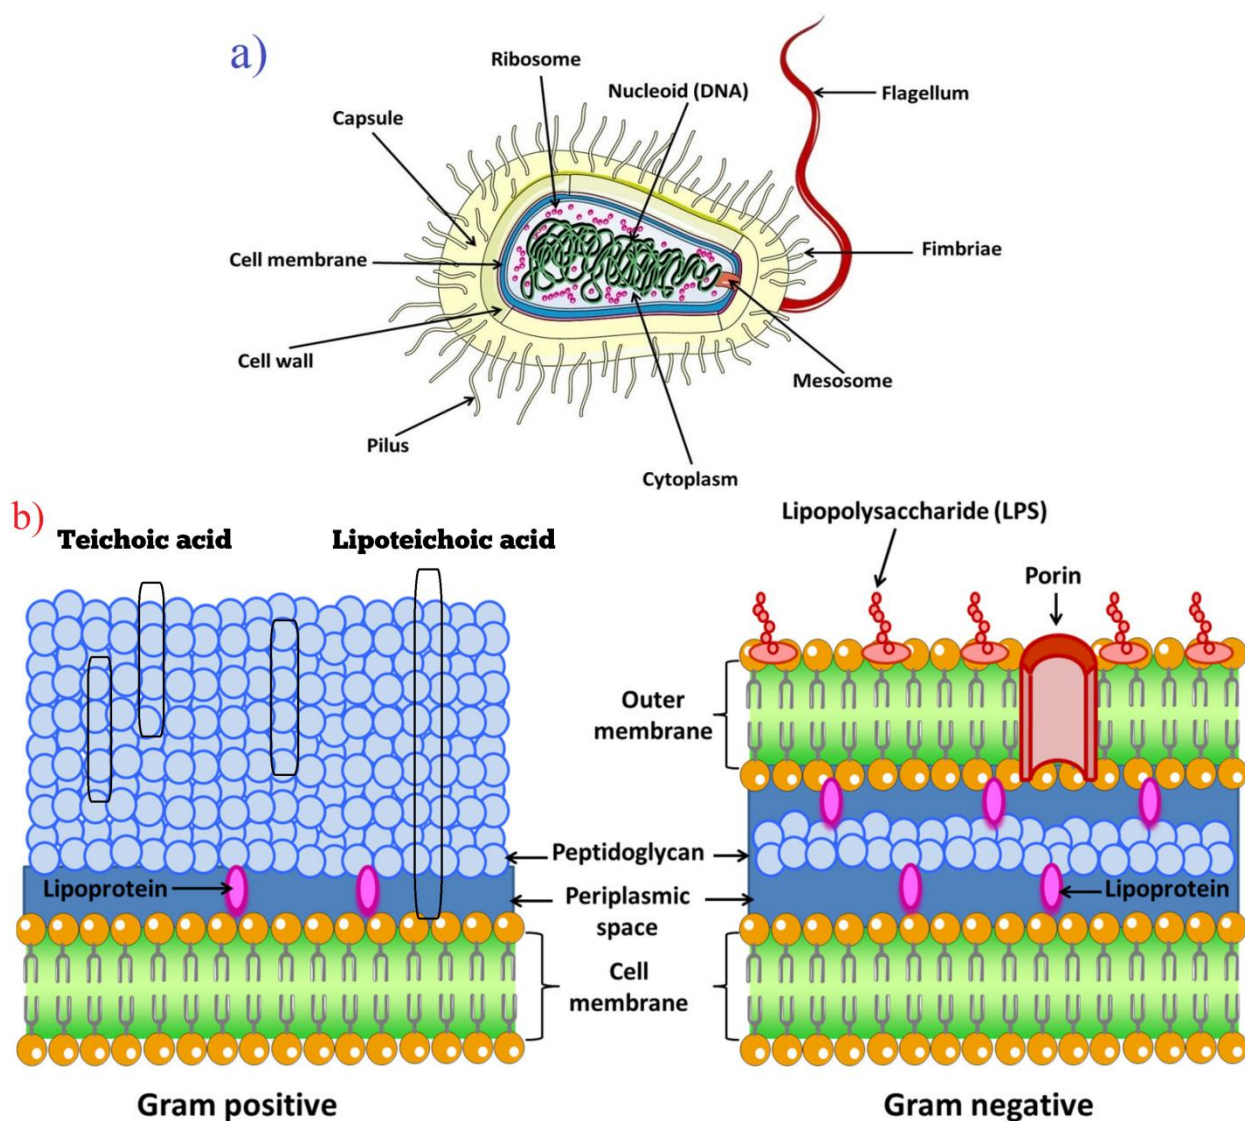 a)
Ribosome
Nucleoid (DNA)
Flagellum
Capsule
Cell membrane
Fimbriae
Cell wall
Mesosome
Pilus
Cytoplasm
b)
Teichoic acid
Lipoteichoic acid
Lipopolysaccharide (LPS)
Porin
Outer
membrane
Peptidoglycan
Lipoprotein
Periplasmic
space
Lipoprotein
Cell
membrane
Gram positive
Gram negative